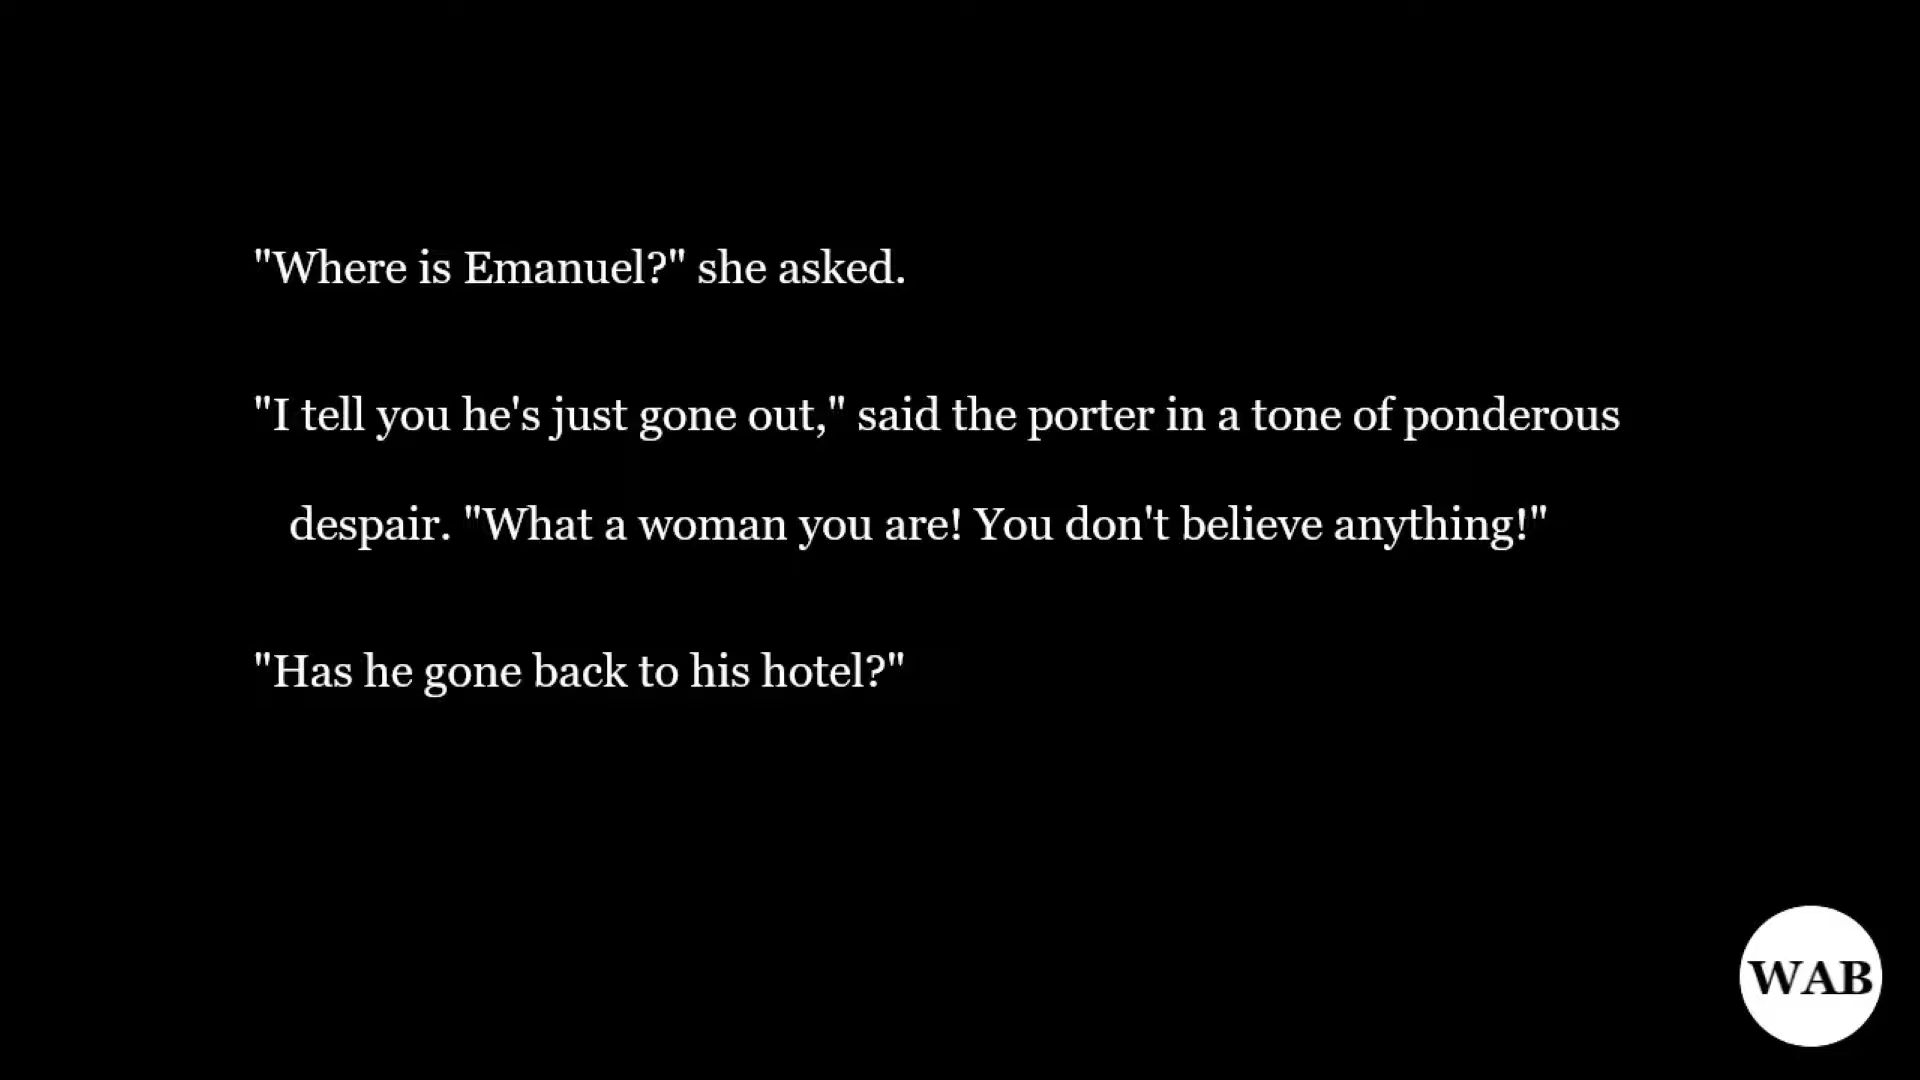 "Where is Emanuel?" she asked.
"I tell you he's just gone out," said the porter in a tone of ponderous
despair. "What a woman you are! You don't believe anything!"
"Has he gone back to his hotel?"
WAB